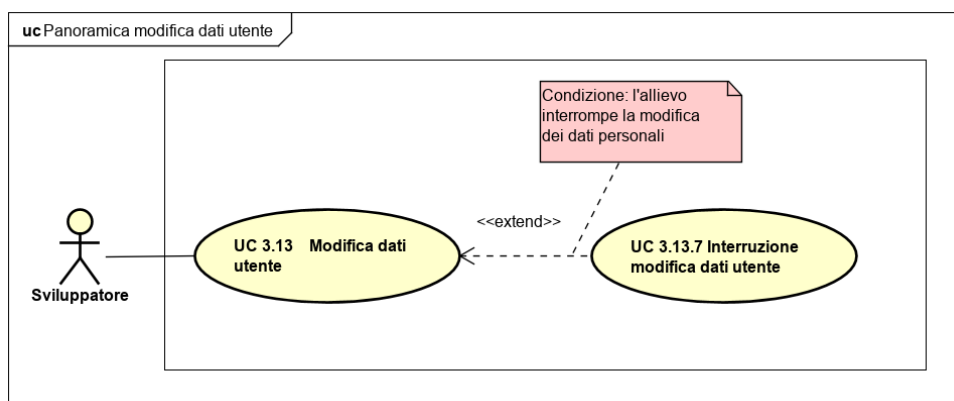 uc Panoramica modifica dati utente
Condizione: l'allievo
interrompe la modifica
dei dati personali
<<extend>>
UC 3.13 Modifica dati
utente
UC 3.13.7 Interruzione
modifica dati utente
Sviluppatore